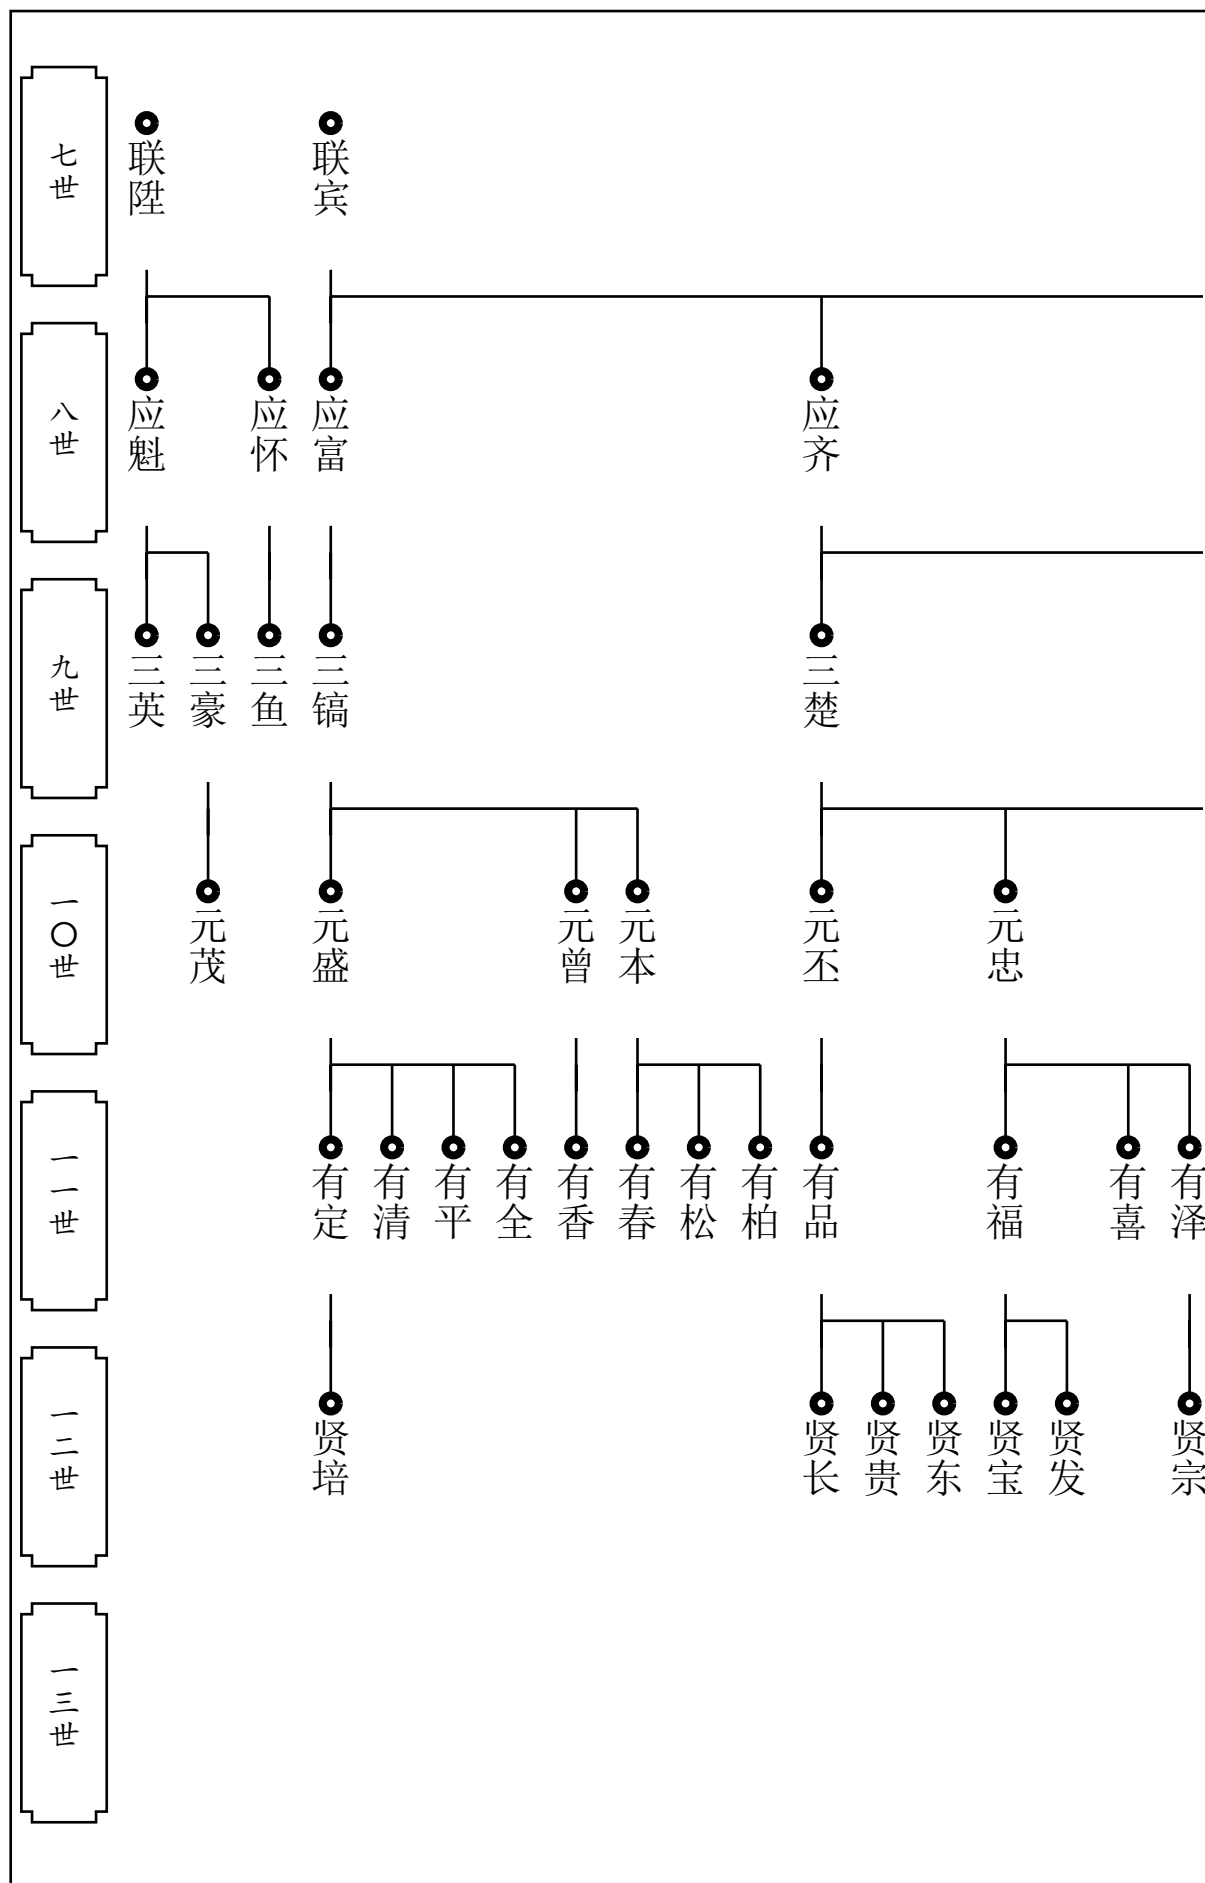 七世
联陞
联宾
八世
应魁
应怀
应富
应齐
九世
三英
三豪
三鱼
三镐
三楚
一〇世
元茂
元盛
元曾
元本
元丕
元忠
一一世
有定
有清
有平
有全
有香
有春
有松
有柏
有品
有福
有喜
有泽
一二世
贤培
贤长
贤贵
贤东
贤宝
贤发
贤宗
一三世